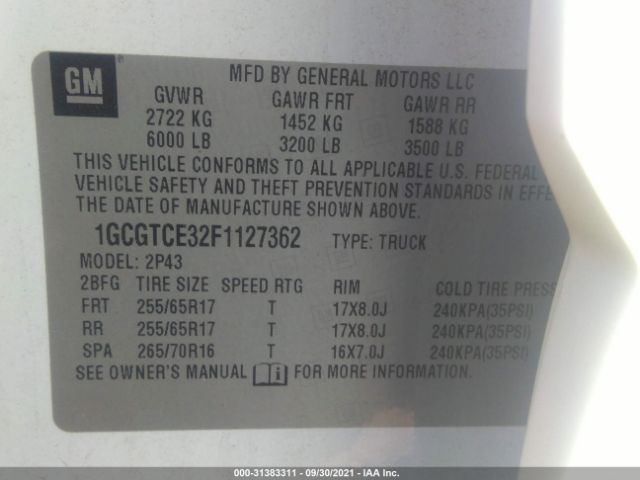 GM
MFD BY GENERAL MOTORS LLC
GVWR GAWR FRT GAWR RR
2722 KG 1452 KG 1588 KG
6000 LB 3200 LB 3500 LB
THIS VEHICLE CONFORMS TO ALL APPLICABLE U.S. FEDERAL
VEHICLE SAFETY AND THEFT PREVENTION STANDARDS IN EFFE
THE DATE OF MANUFACTURE SHOWN ABOVE.
1GCGTCE32F1127362 TYPE: TRUCK
MODEL: 2P43
2BFG TIRE SIZE SPEED RTG RIM COLD TIRE PRESS
FRT 255/65R17 T 17X8.0J 240KPA(35PSI)
RR 255/65R17 T 17X8.0J 240KPA(35PSI)
SPA 265/70R16 T 16X7.0J 240KPA(35PSI)
SEE OWNER'S MANUAL FOR MORE INFORMATION.
000-31383311 - 09/30/2021 - IAA Inc.